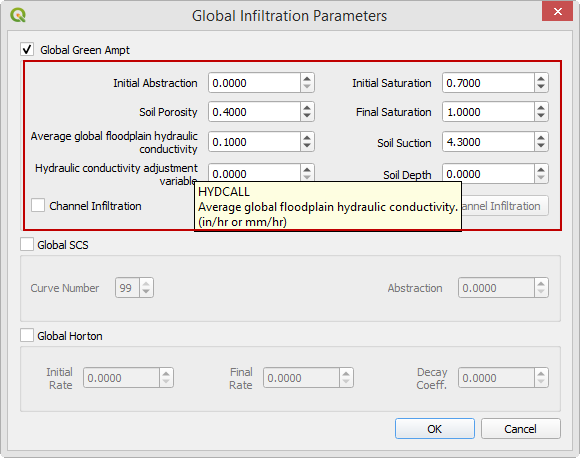 Global Infiltration Parameters
Global Green Ampt
Initial Abstraction 0.0000 Initial Saturation 0.7000
Soil Porosity 0.4000 Final Saturation 1.0000
Average global floodplain hydraulic
conductivity 0.1000 Soil Suction 4.3000
Hydraulic conductivity adjustment
variable 0.0000 Soil Depth 0.0000
HYDCALL
Channel Infiltration Average global floodplain hydraulic conductivity. annel Infiltration
(in/hr or mm/hr)
Global SCS
Curve Number 99 Abstraction 0.0000
Global Horton
Initial
Rate 0.0000 Final
Rate 0.0000 Decay
Coeff. 0.0000
OK Cancel